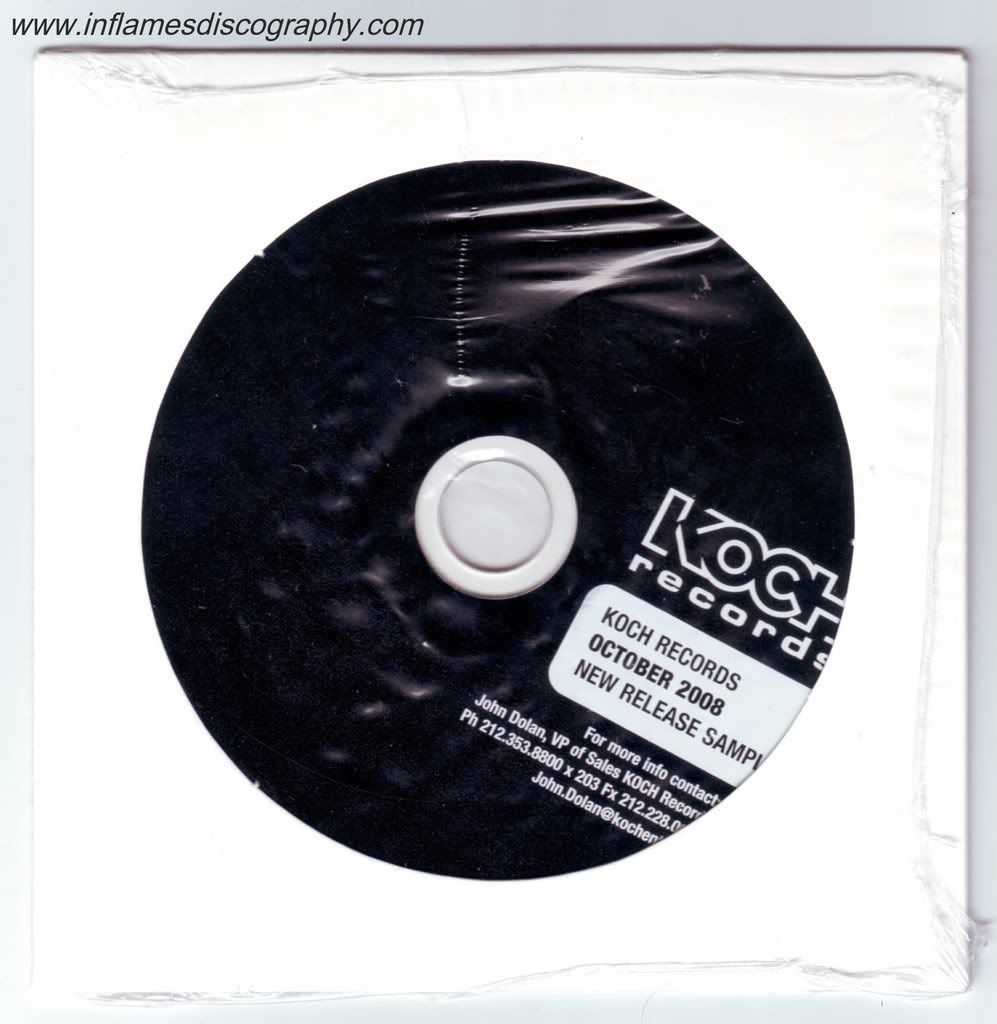 www.inflamesdiscography.com
KOCH
records
KOCH RECORDS
OCTOBER 2008
NEW RELEASE SAMPL
For more info contact:
John Dolan, VP of Sales KOCH Recor
Ph 212.353.8800 x 203 Fx 212.228.0
John.Dolan@kochen